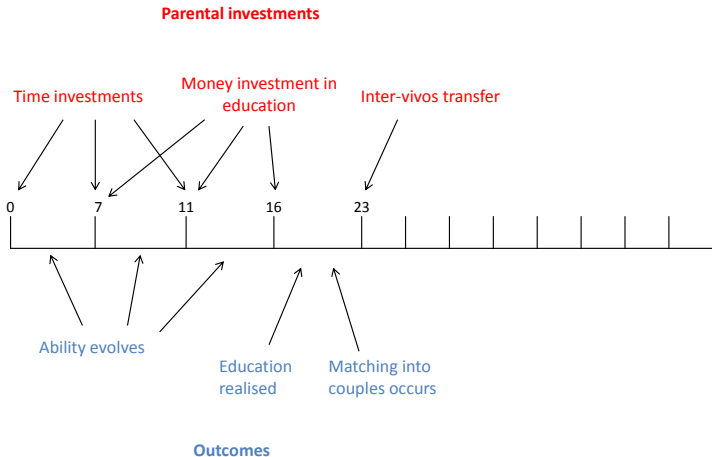 Parental investments
Time investments
Money investment in
education
Inter-vivos transfer
0
7
11
16
23
Ability evolves
Education
realised
Matching into
couples occurs
Outcomes